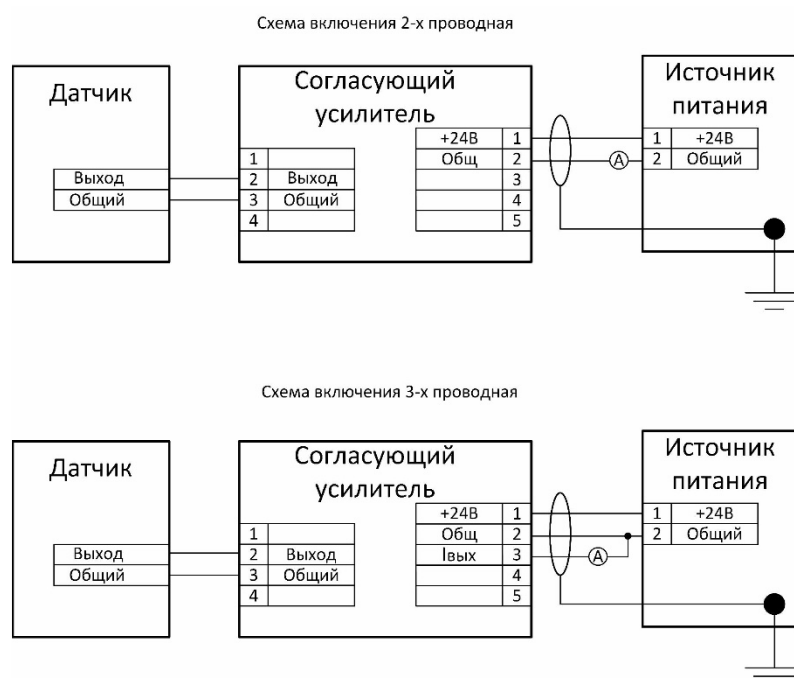 Схема включения 2-х проводная
Датчик
Выход
Общий
Согласующий
усилитель
1
2 Выход
3 Общий
4
+24В 1
Общ 2
3
4
5
A
Источник
питания
1 +24В
2 Общий
Схема включения 3-х проводная
Датчик
Выход
Общий
Согласующий
усилитель
1
2 Выход
3 Общий
4
+24В 1
Общ 2
Iвых 3
4
5
A
Источник
питания
1 +24В
2 Общий